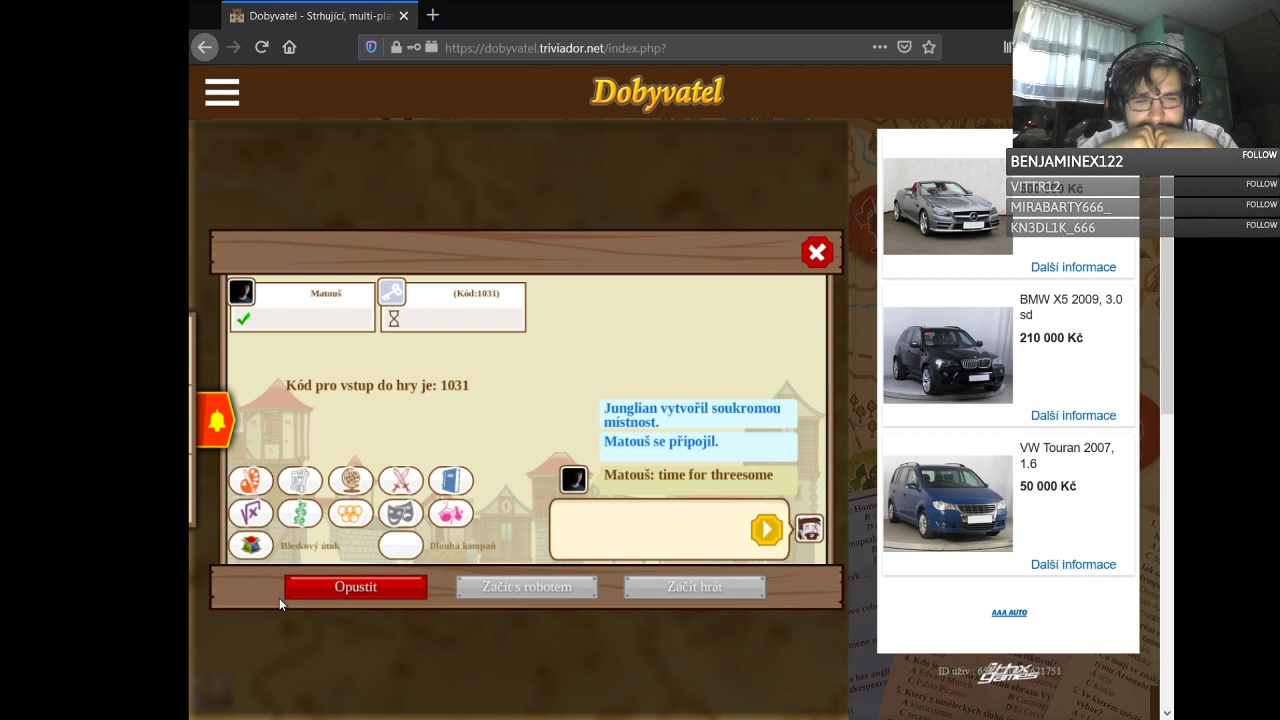 Dobyvatel - Strhující, multi-pla
https://dobyvatel.triviador.net/index.php?
Dobyvatel
BENJAMINEX122 FOLLOW
VITTR12 FOLLOW
MIRABARTY666_ FOLLOW
KN3DL1K_666 FOLLOW
Další informace
BMW X5 2009, 3.0
sd
210 000 Kč
Další informace
VW Touran 2007,
1.6
50 000 Kč
Další informace
AAA AUTO
Matouš
(Kód:1031)
Kód pro vstup do hry je: 1031
Junglian vytvořil soukromou
místnost.
Matouš se připojil.
Matouš: time for threesome
Bleskový útok
Dlouhá kampaň
Opustit
Začít s robotem
Začít hrát
ID uživ.:
games